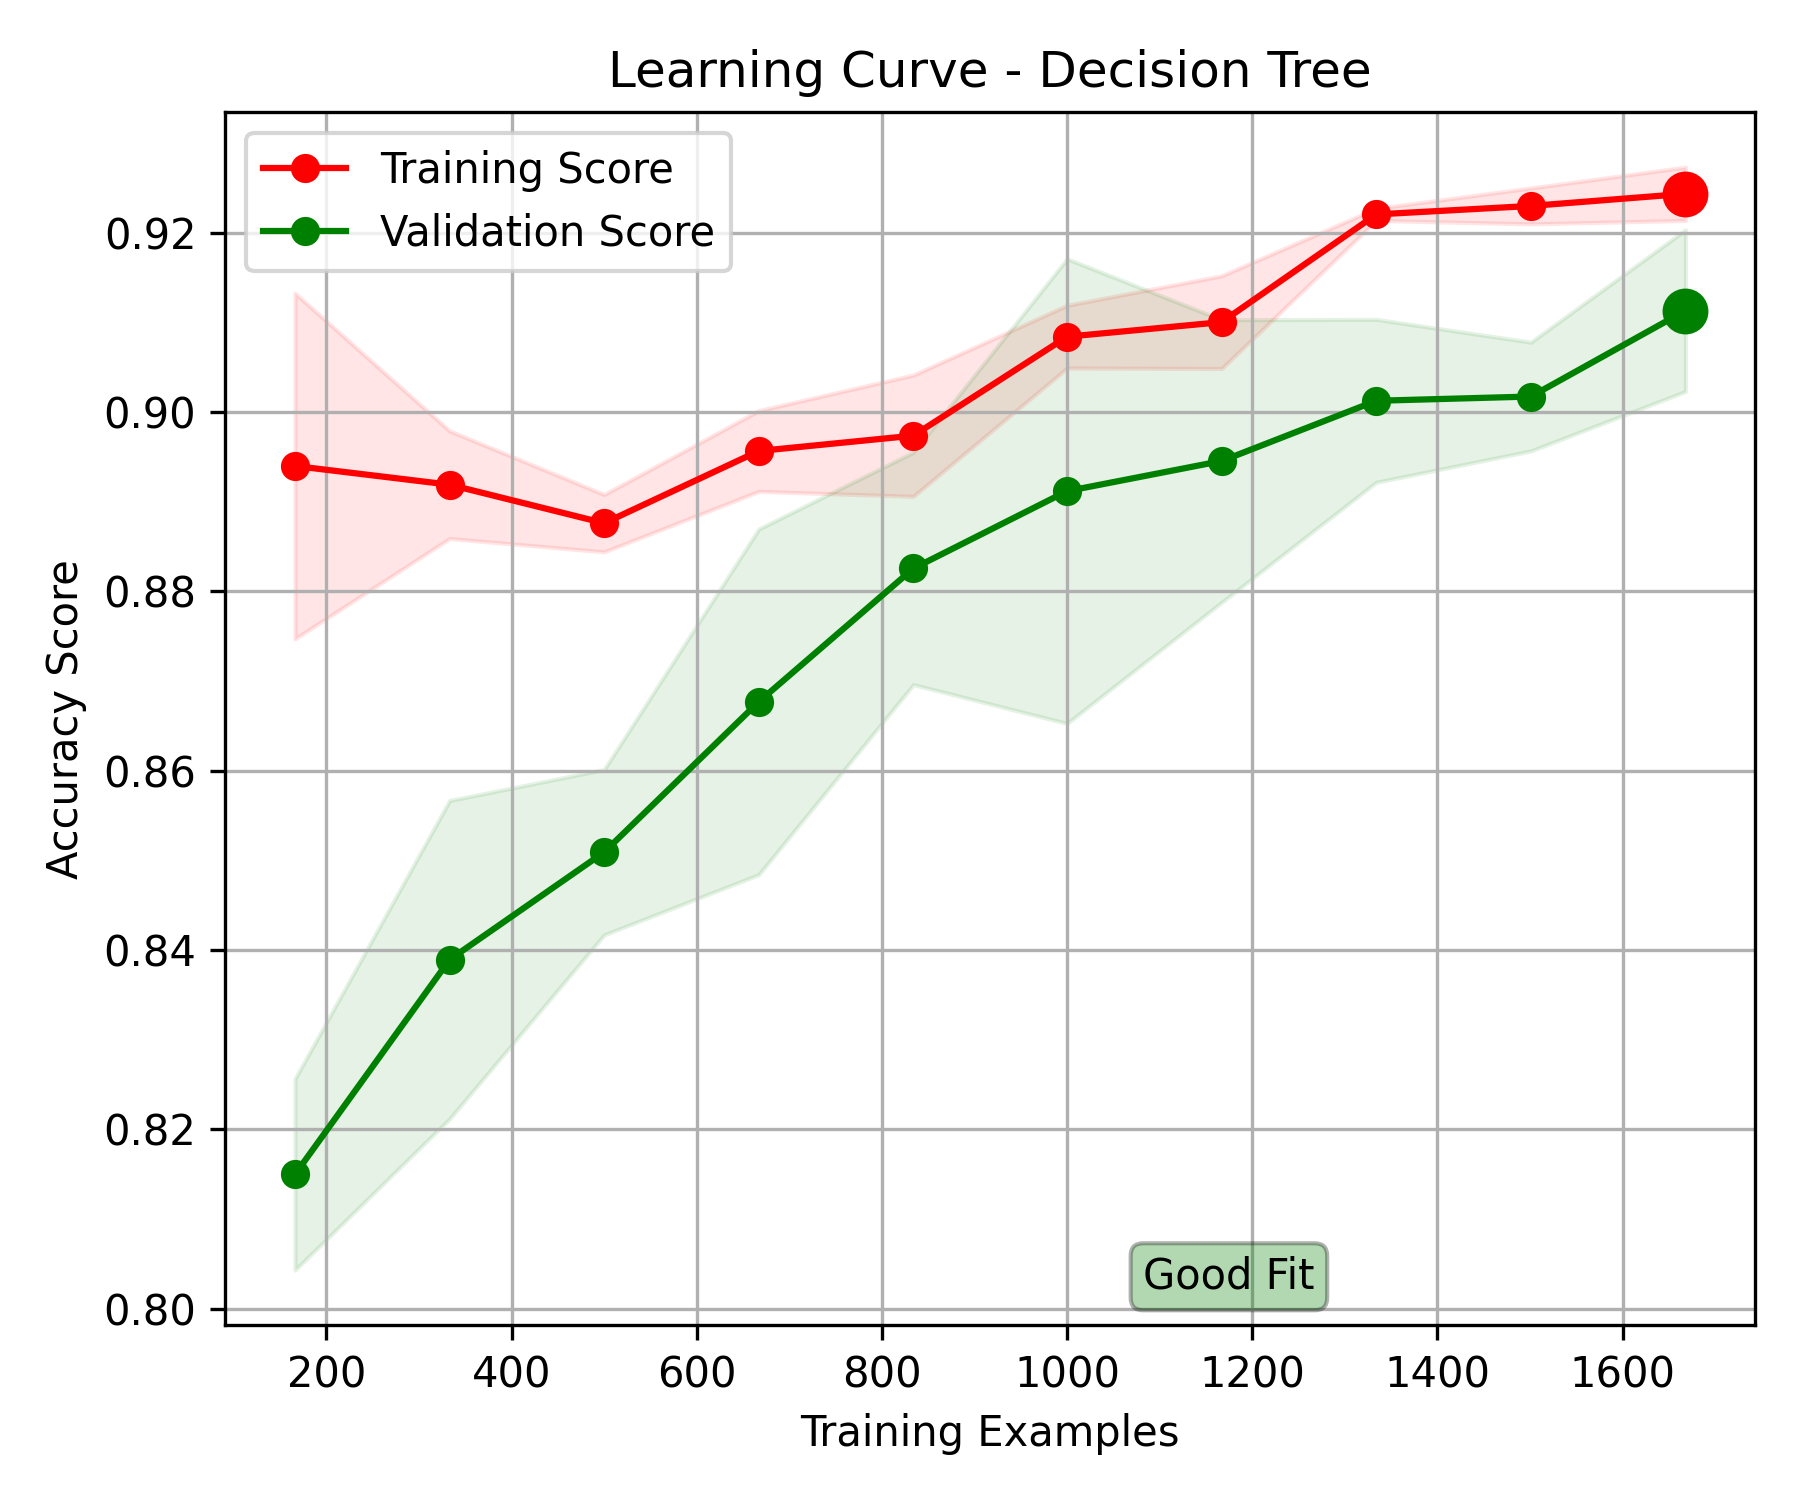 Learning Curve - Decision Tree
Training Score
Validation Score
0.92
0.90
0.88
0.86
0.84
0.82
0.80
Accuracy Score
Good Fit
200 400 600 800 1000 1200 1400 1600
Training Examples